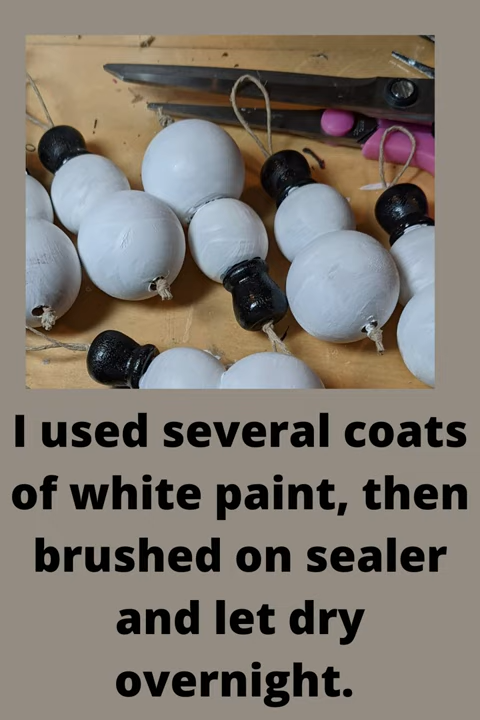 I used several coats
of white paint, then
brushed on sealer
and let dry
overnight.